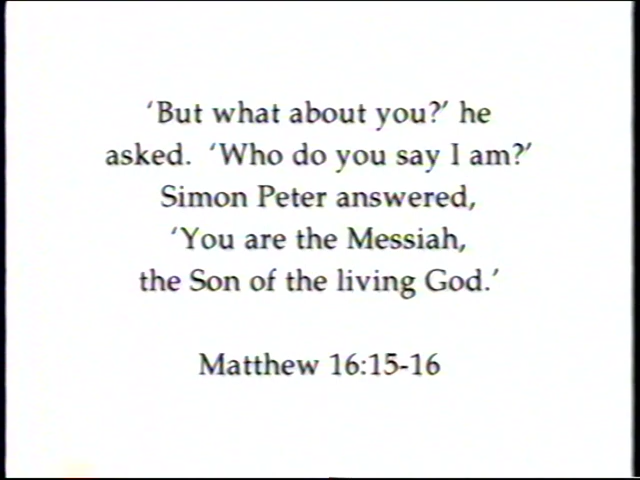 ‘But what about you?’ he
asked.  ‘Who do you say I am?’
Simon Peter answered,
‘You are the Messiah,
the Son of the living God.’
Matthew 16:15-16